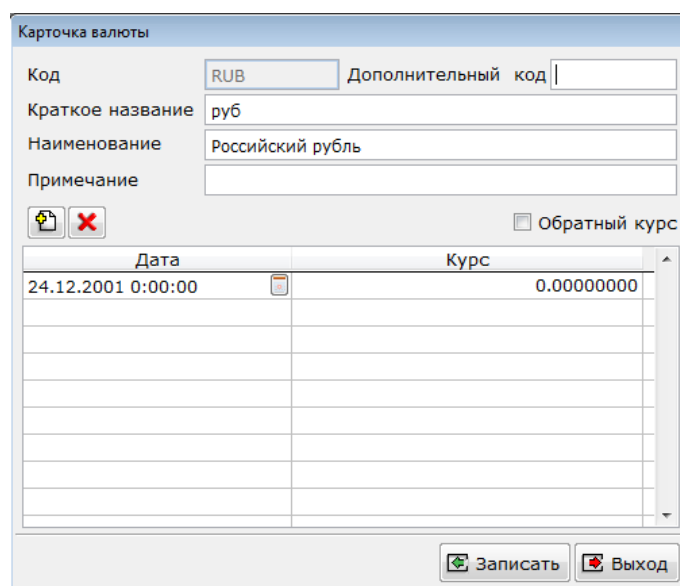 Карточка валюты
Код RUB Дополнительный код
Краткое название руб
Наименование Российский рубль
Примечание
Обратный курс
Дата Курс
24.12.2001 0:00:00 0.00000000
Записать Выход